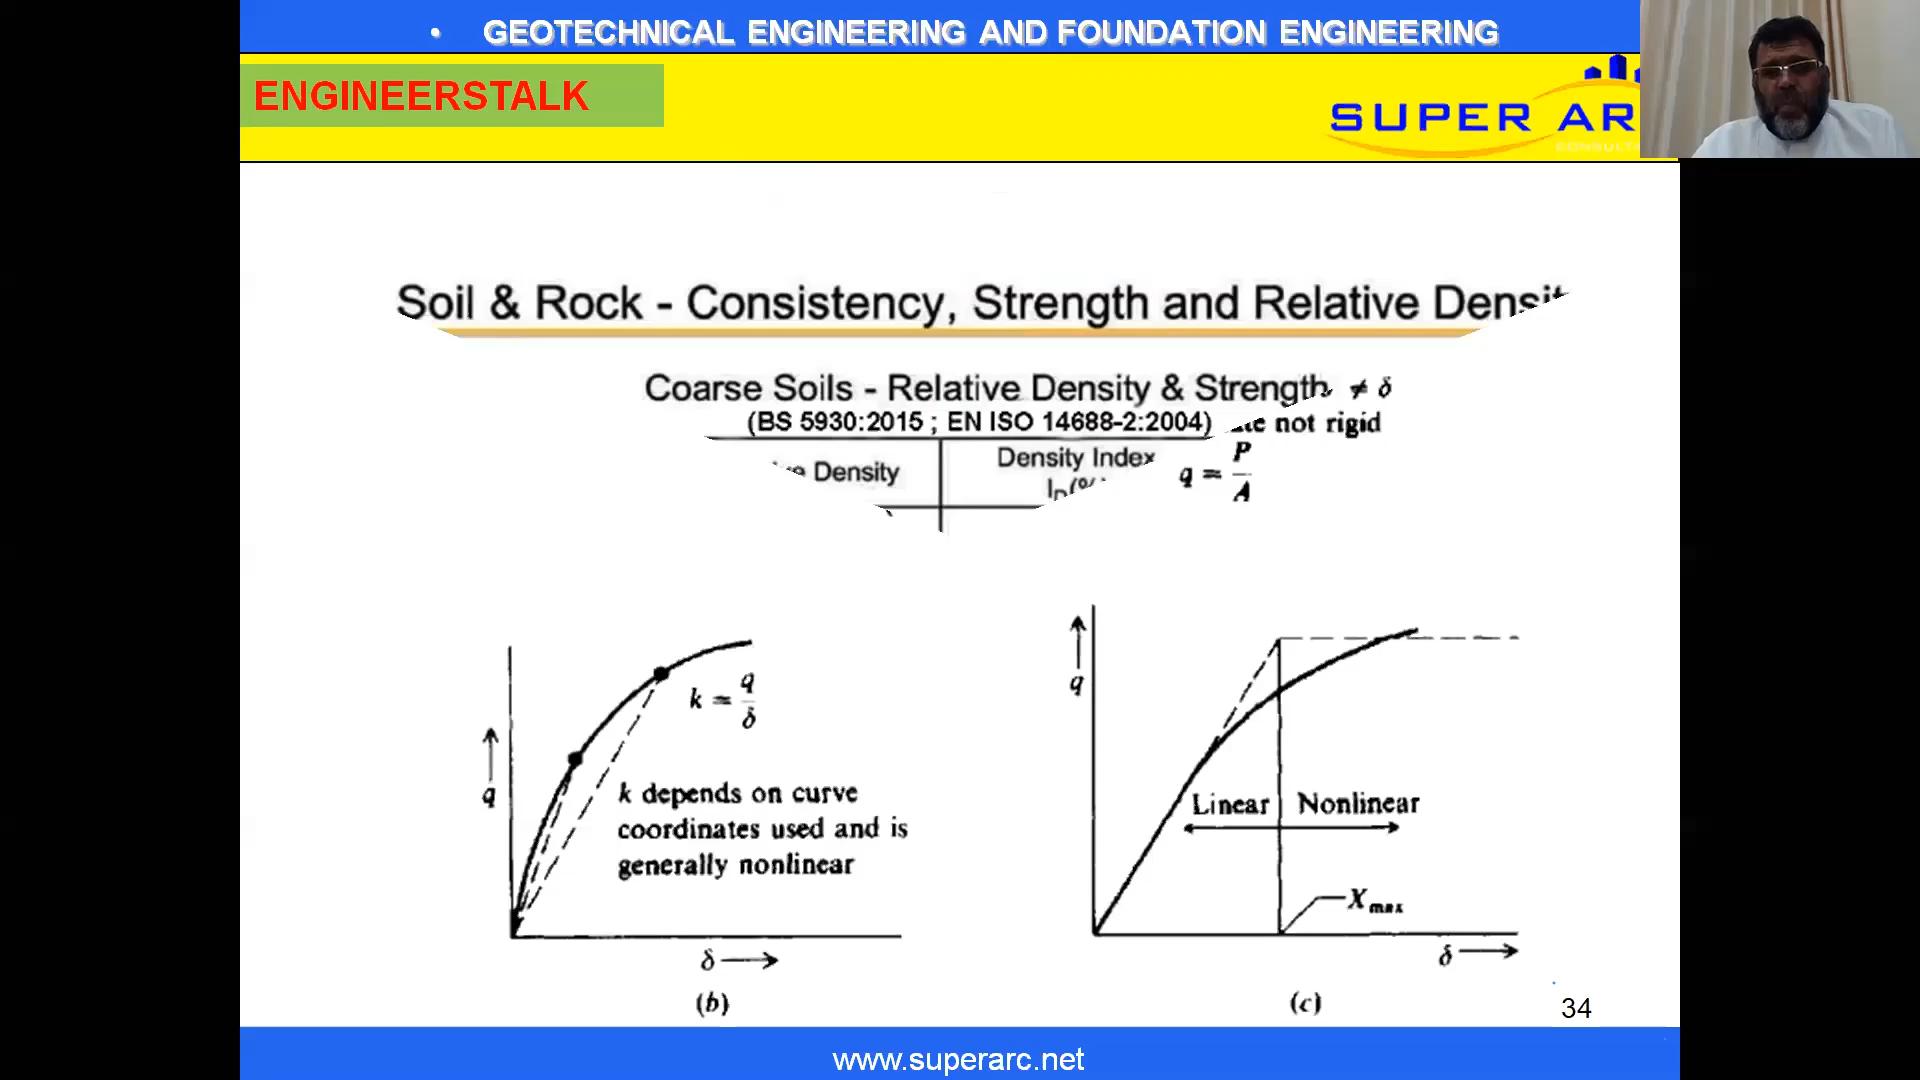 • GEOTECHNICAL ENGINEERING AND FOUNDATION ENGINEERING
ENGINEERSTALK
SUPER AR
CONSULTA
Soil & Rock - Consistency, Strength and Relative Densit
Coarse Soils - Relative Density & Strength
≠ δ
(BS 5930:2015 ; EN ISO 14688-2:2004)
not rigid
Density
Density Index
q = P/A
k = q/δ
q
k depends on curve
coordinates used and is
generally nonlinear
δ
(b)
q
Linear Nonlinear
Xmax
δ
(c)
34
www.superarc.net